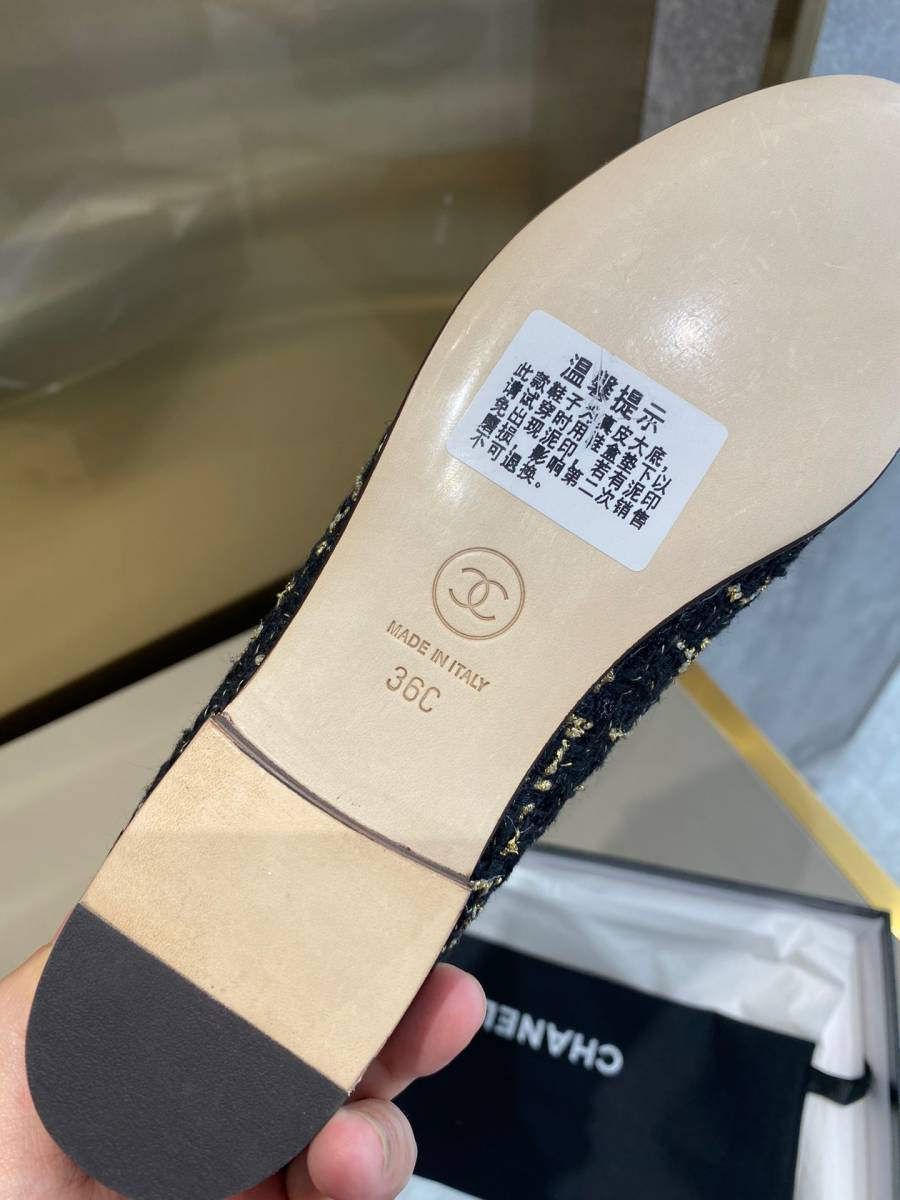 温馨提示
此款鞋子为真皮大底，
请试穿时用鞋盒垫下以
免出现泥印，若有泥印
磨损，影响第二次销售
不可退换。
MADE IN ITALY
36C
CHANEL